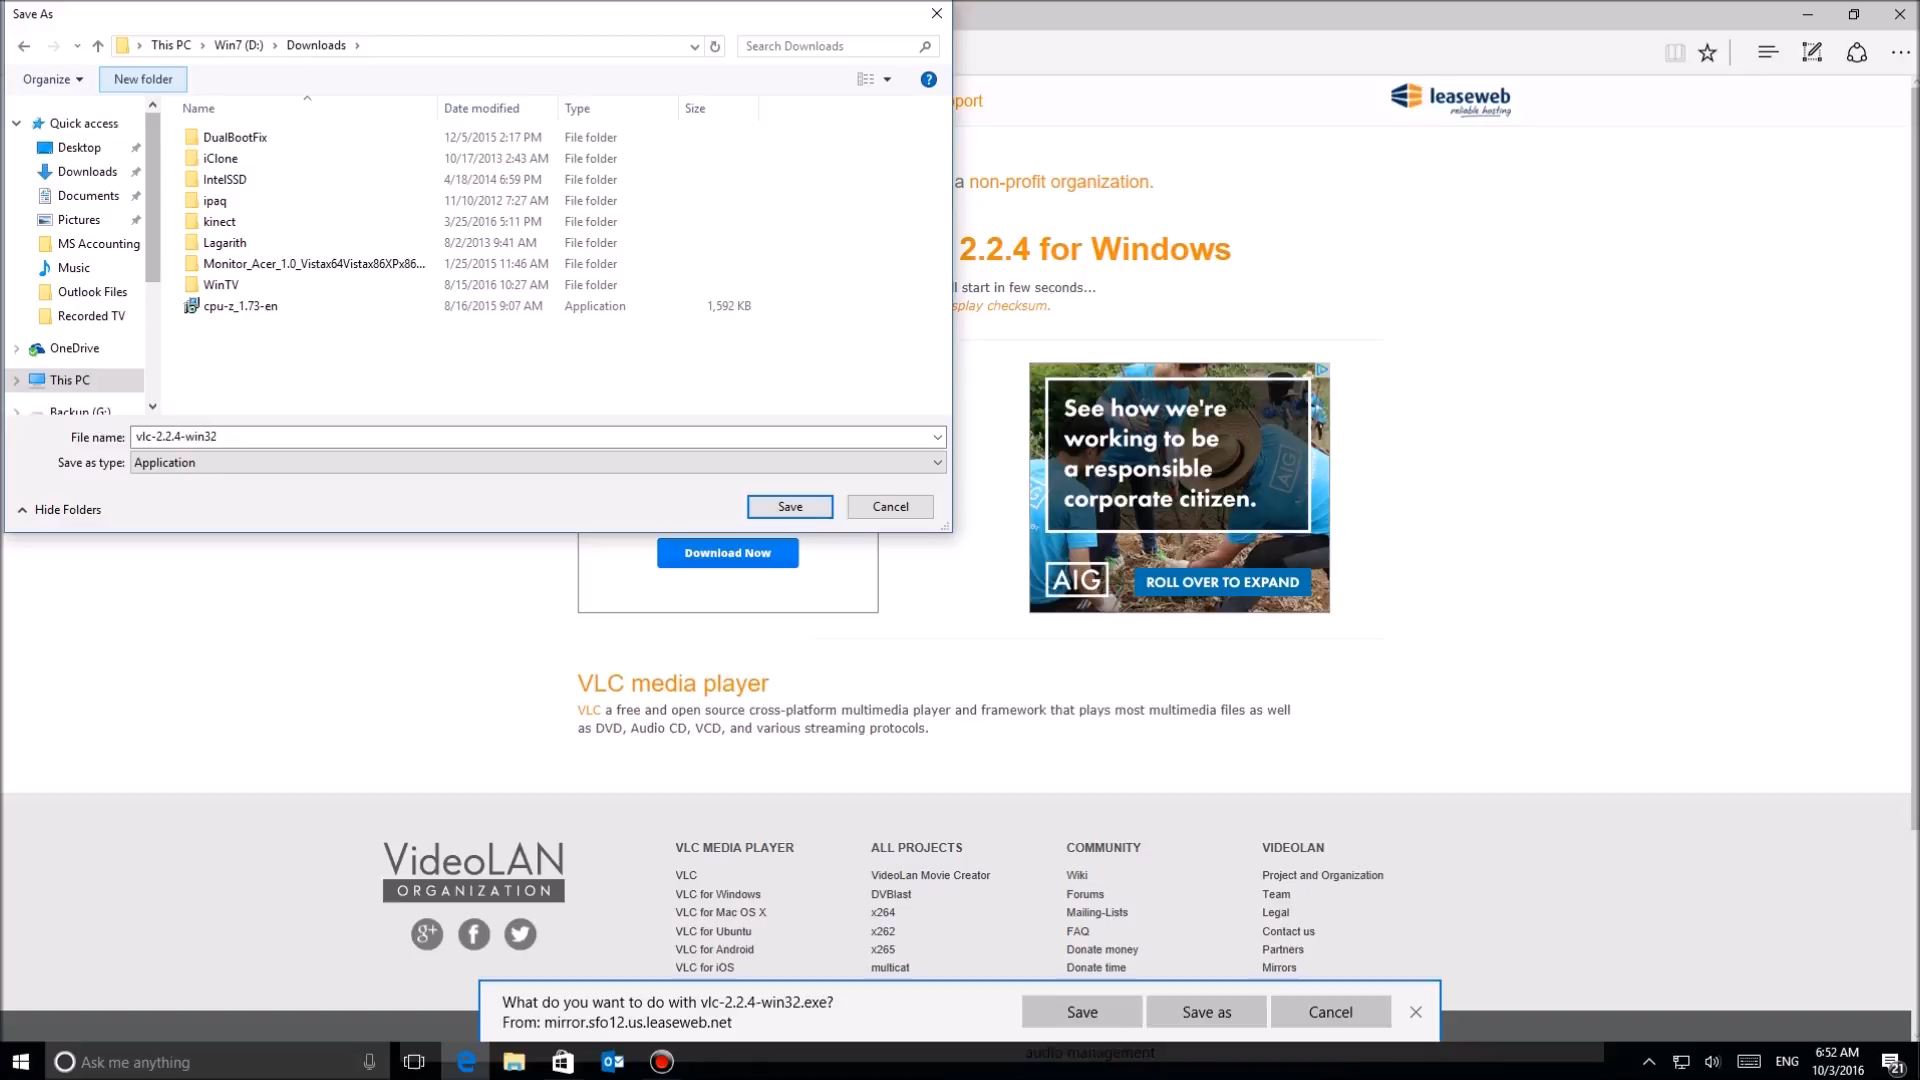 Save As
This PC > Win7 (D:) > Downloads >
Search Downloads
Organize
New folder
?
Name
Date modified
Type
Size
Quick access
Desktop
Downloads
Documents
Pictures
MS Accounting
Music
Outlook Files
Recorded TV
OneDrive
This PC
Backup (G:)
DualBootFix 12/5/2015 2:17 PM File folder
iClone 10/17/2013 2:43 AM File folder
IntelSSD 4/18/2014 6:59 PM File folder
ipaq 11/10/2012 7:27 AM File folder
kinect 3/25/2016 5:11 PM File folder
Lagarith 8/2/2013 9:41 AM File folder
Monitor_Acer_1.0_Vistax64Vistax86XPx86... 1/25/2015 11:46 AM File folder
WinTV 8/15/2016 10:27 AM File folder
cpu-z_1.73-en 8/16/2015 9:07 AM Application 1,592 KB
File name: vlc-2.2.4-win32
Save as type: Application
Hide Folders
Save
Cancel
port
leaseweb
reliable hosting
a non-profit organization.
2.2.4 for Windows
l start in few seconds...
splay checksum.
See how we're
working to be
a responsible
corporate citizen.
AIG
ROLL OVER TO EXPAND
AIG
Download Now
VLC media player
VLC a free and open source cross-platform multimedia player and framework that plays most multimedia files as well
as DVD, Audio CD, VCD, and various streaming protocols.
VideoLAN
ORGANIZATION
g+ f
VLC MEDIA PLAYER
VLC
VLC for Windows
VLC for Mac OS X
VLC for Ubuntu
VLC for Android
VLC for iOS
ALL PROJECTS
VideoLan Movie Creator
DVBlast
x264
x262
x265
multicat
COMMUNITY
Wiki
Forums
Mailing-Lists
FAQ
Donate money
Donate time
VIDEOLAN
Project and Organization
Team
Legal
Contact us
Partners
Mirrors
What do you want to do with vlc-2.2.4-win32.exe?
From: mirror.sfo12.us.leaseweb.net
Save
Save as
Cancel
audio management
Ask me anything
ENG
6:52 AM
10/3/2016
21